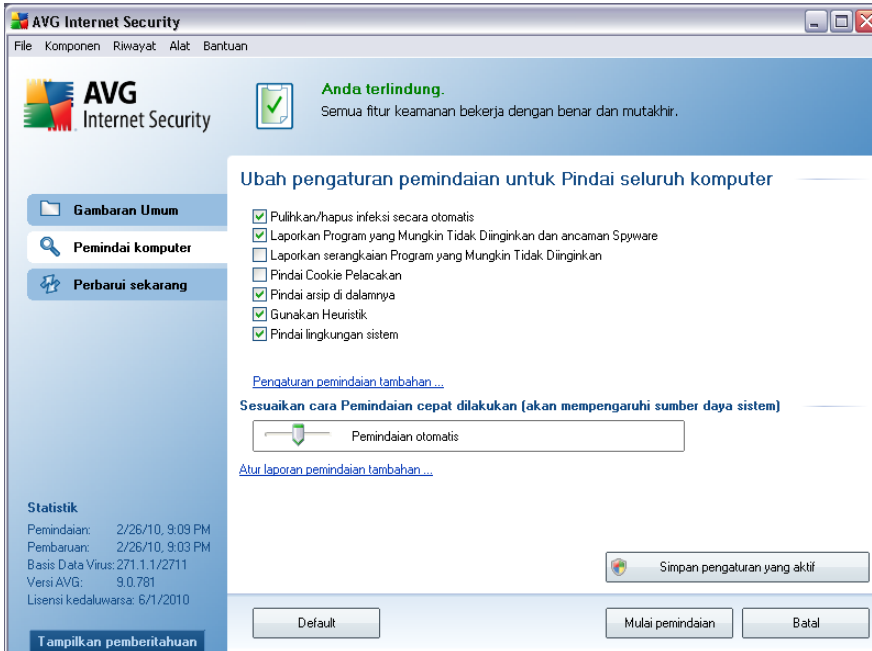 AVG Internet Security
File Komponen Riwayat Alat Bantuan
AVG
Internet Security
Anda terlindung.
Semua fitur keamanan bekerja dengan benar dan mutakhir.
Gambaran Umum
Pemindai komputer
Perbarui sekarang
Ubah pengaturan pemindaian untuk Pindai seluruh komputer
Pulihkan/hapus infeksi secara otomatis
Laporkan Program yang Mungkin Tidak Diinginkan dan ancaman Spyware
Laporkan serangkaian Program yang Mungkin Tidak Diinginkan
Pindai Cookie Pelacakan
Pindai arsip di dalamnya
Gunakan Heuristik
Pindai lingkungan sistem
Pengaturan pemindaian tambahan ...
Sesuaikan cara Pemindaian cepat dilakukan (akan mempengaruhi sumber daya sistem)
Pemindaian otomatis
Atur laporan pemindaian tambahan ...
Statistik
Pemindaian: 2/26/10, 9:09 PM
Pembaruan: 2/26/10, 9:03 PM
Basis Data Virus: 271.1.1/2711
Versi AVG: 9.0.781
Lisensi kedaluwarsa: 6/1/2010
Tampilkan pemberitahuan
Simpan pengaturan yang aktif
Default
Mulai pemindaian
Batal